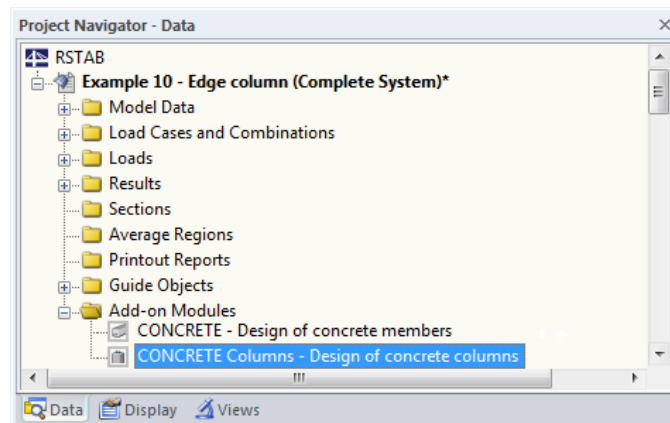 Project Navigator - Data
RSTAB
Example 10 - Edge column (Complete System)*
Model Data
Load Cases and Combinations
Loads
Results
Sections
Average Regions
Printout Reports
Guide Objects
Add-on Modules
CONCRETE - Design of concrete members
CONCRETE Columns - Design of concrete columns
Data Display Views